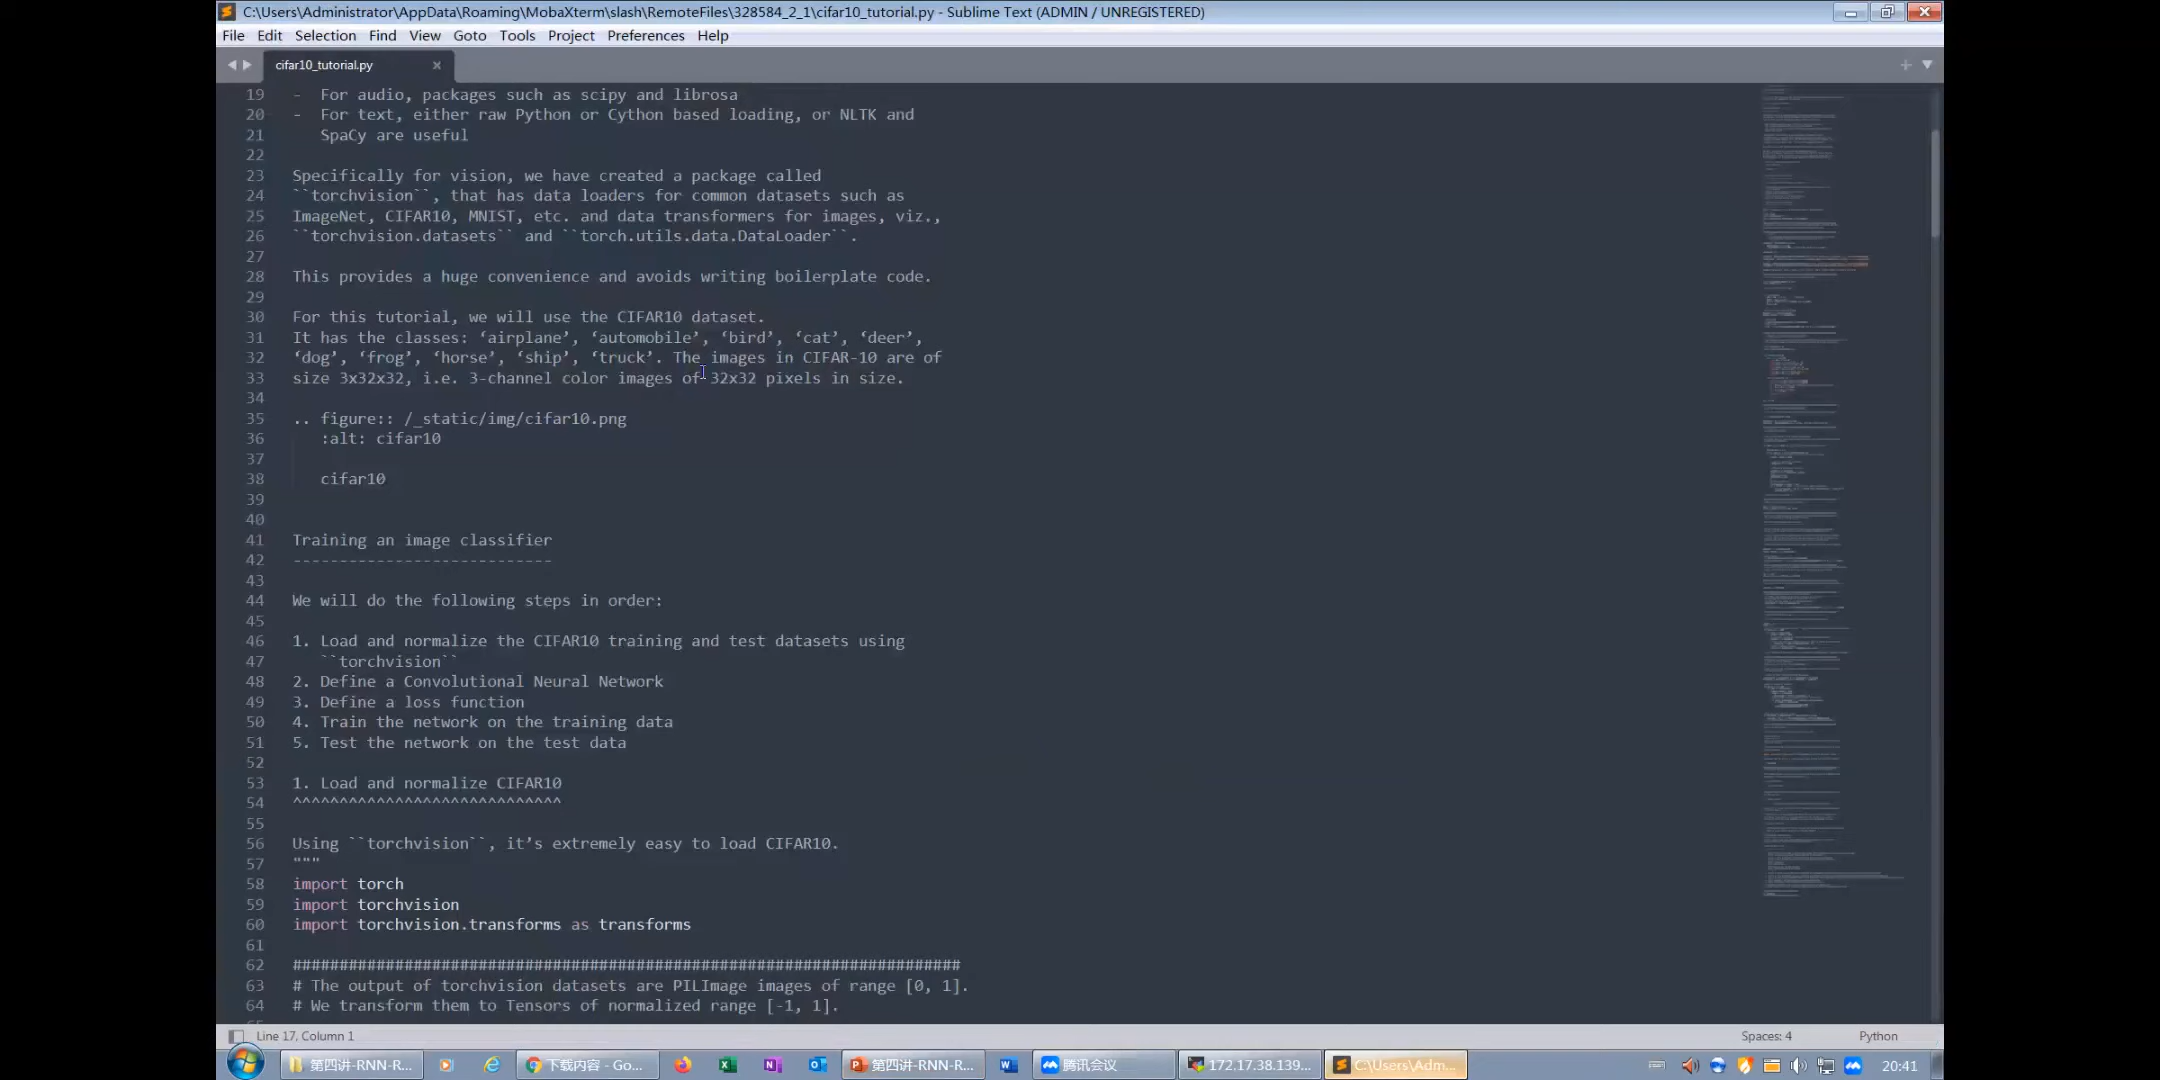 C:\Users\Administrator\AppData\Roaming\MobaXterm\slash\RemoteFiles\328584_2_1\cifar10_tutorial.py - Sublime Text (ADMIN / UNREGISTERED)
File Edit Selection Find View Goto Tools Project Preferences Help
cifar10_tutorial.py
19 - For audio, packages such as scipy and librosa
20 - For text, either raw Python or Cython based loading, or NLTK and
21 SpaCy are useful
22
23 Specifically for vision, we have created a package called
24 ``torchvision``, that has data loaders for common datasets such as
25 ImageNet, CIFAR10, MNIST, etc. and data transformers for images, viz.,
26 ``torchvision.datasets`` and ``torch.utils.data.DataLoader``.
27
28 This provides a huge convenience and avoids writing boilerplate code.
29
30 For this tutorial, we will use the CIFAR10 dataset.
31 It has the classes: ‘airplane’, ‘automobile’, ‘bird’, ‘cat’, ‘deer’,
32 ‘dog’, ‘frog’, ‘horse’, ‘ship’, ‘truck’. The images in CIFAR-10 are of
33 size 3x32x32, i.e. 3-channel color images of 32x32 pixels in size.
34
35 .. figure:: /_static/img/cifar10.png
36 :alt: cifar10
37
38 cifar10
39
40
41 Training an image classifier
42 ----------------------------
43
44 We will do the following steps in order:
45
46 1. Load and normalize the CIFAR10 training and test datasets using
47 ``torchvision``
48 2. Define a Convolutional Neural Network
49 3. Define a loss function
50 4. Train the network on the training data
51 5. Test the network on the test data
52
53 1. Load and normalize CIFAR10
54 ^^^^^^^^^^^^^^^^^^^^^^^^^^^^^
55
56 Using ``torchvision``, it’s extremely easy to load CIFAR10.
57 """
58 import torch
59 import torchvision
60 import torchvision.transforms as transforms
61
62 ########################################################################
63 # The output of torchvision datasets are PILImage images of range [0, 1].
64 # We transform them to Tensors of normalized range [-1, 1].
Line 17, Column 1 Spaces: 4 Python
第四讲-RNN-R... 下载内容 - Go... 第四讲-RNN-R... 腾讯会议 172.17.38.139... C:\Users\Adm... 20:41